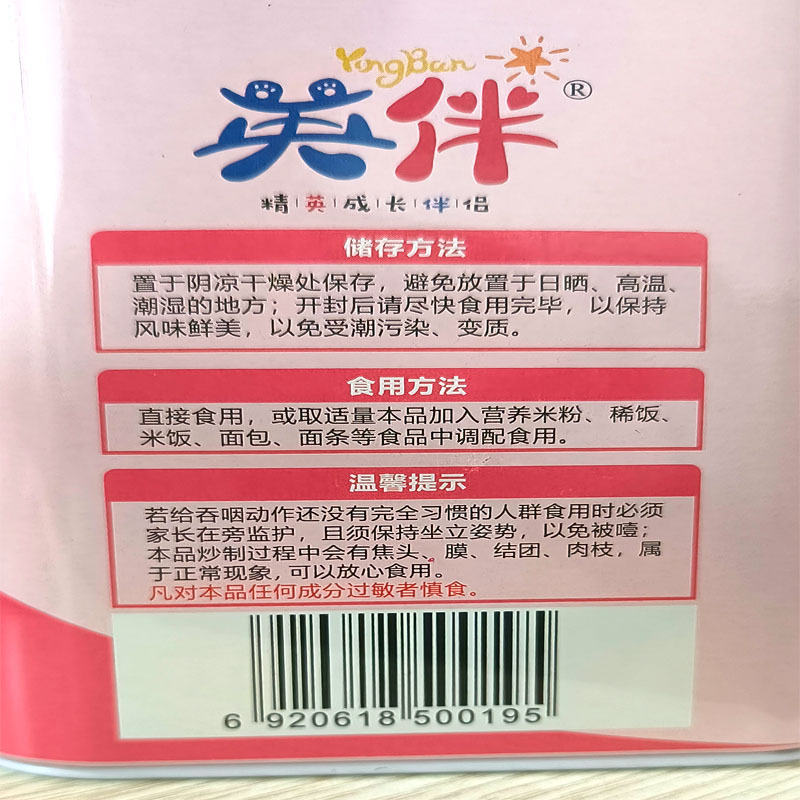 YingBan
英伴®
精英成长伴侣
储存方法
置于阴凉干燥处保存，避免放置于日晒、高温、
潮湿的地方；开封后请尽快食用完毕，以保持
风味鲜美，以免受潮污染、变质。
食用方法
直接食用，或取适量本品加入营养米粉、稀饭、
米饭、面包、面条等食品中调配食用。
温馨提示
若给吞咽动作还没有完全习惯的人群食用时必须
家长在旁监护，且须保持坐立姿势，以免被噎；
本品炒制过程中会有焦头、膜、结团、肉枝，属
于正常现象，可以放心食用。
凡对本品任何成分过敏者慎食。
6 920618 500195